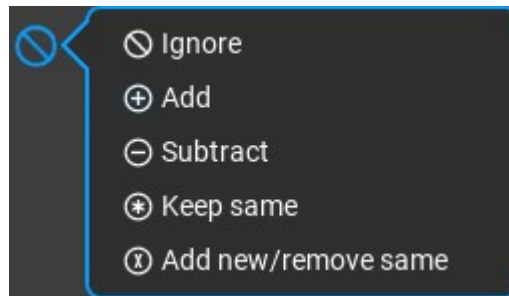 Ignore
Add
Subtract
Keep same
Add new/remove same